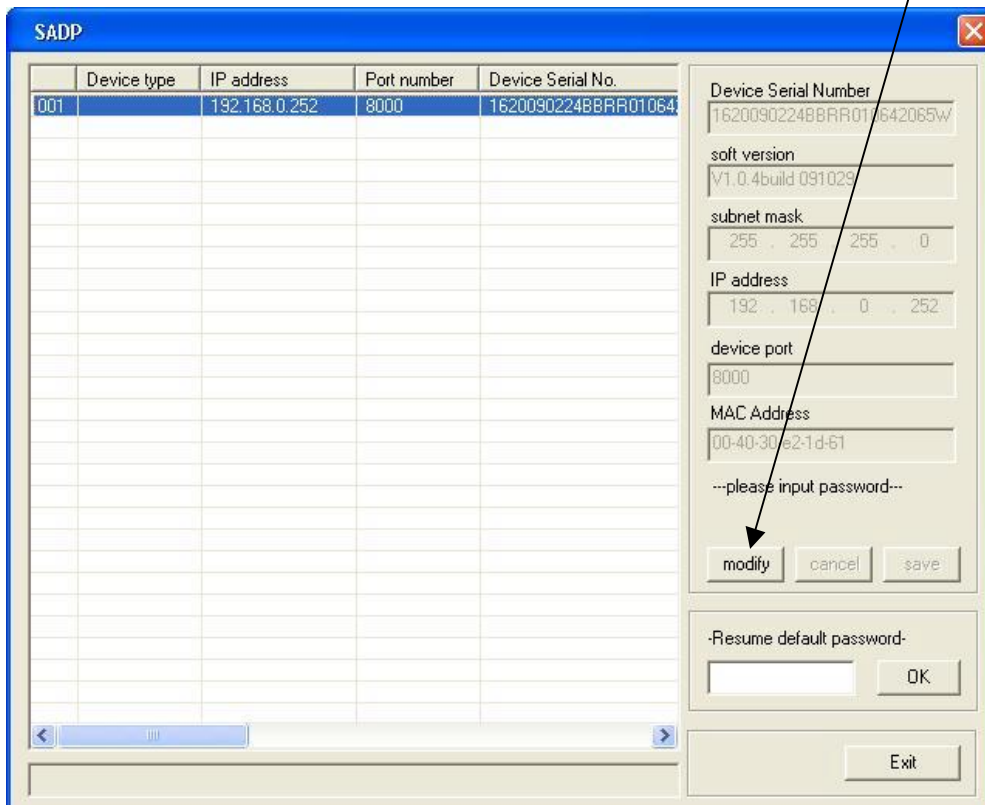 SADP
Device type IP address Port number Device Serial No.
001 192.168.0.252 8000 1620090224BBRR01064
Device Serial Number
1620090224BBRR010642065W
soft version
V1.0.4build 091029
subnet mask
255 . 255 . 255 . 0
IP address
192 . 168 . 0 . 252
device port
8000
MAC Address
00-40-30-e2-1d-61
---please input password---
modify cancel save
-Resume default password-
OK
Exit